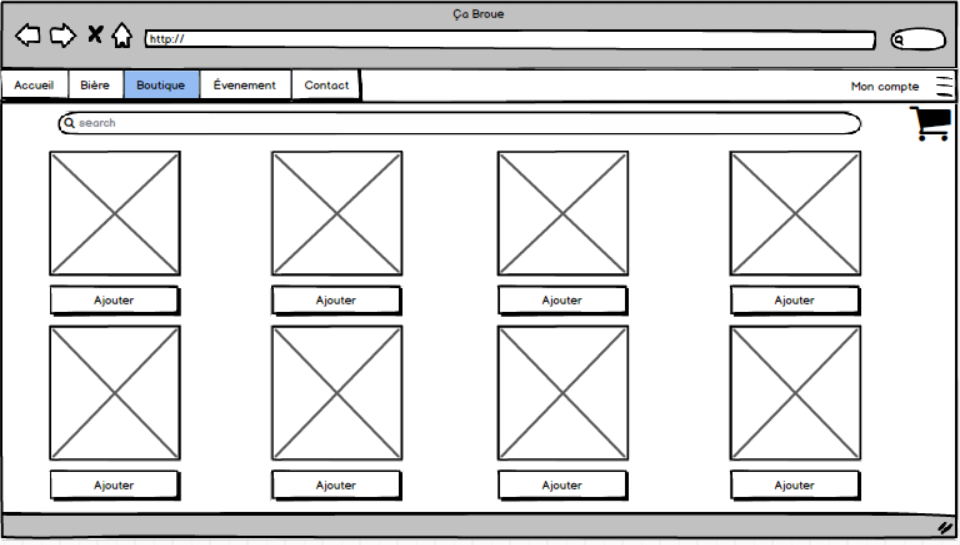 Ça Broue
http://
Accueil Bière Boutique Évenement Contact Mon compte
search
Ajouter Ajouter Ajouter Ajouter
Ajouter Ajouter Ajouter Ajouter